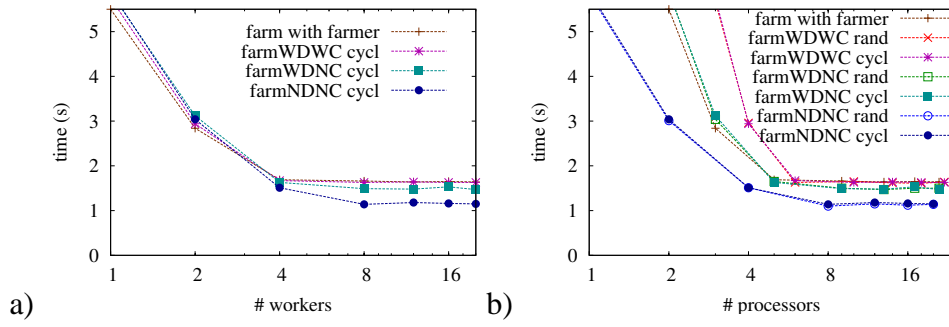 5
4
3
2
1
0
time (s)
1 2 4 8 16
# workers
farm with farmer
farmWDWC cycl
farmWDNC cycl
farmNDNC cycl
a)
5
4
3
2
1
0
time (s)
1 2 4 8 16
# processors
farm with farmer
farmWDWC rand
farmWDWC cycl
farmWDNC rand
farmWDNC cycl
farmNDNC rand
farmNDNC cycl
b)